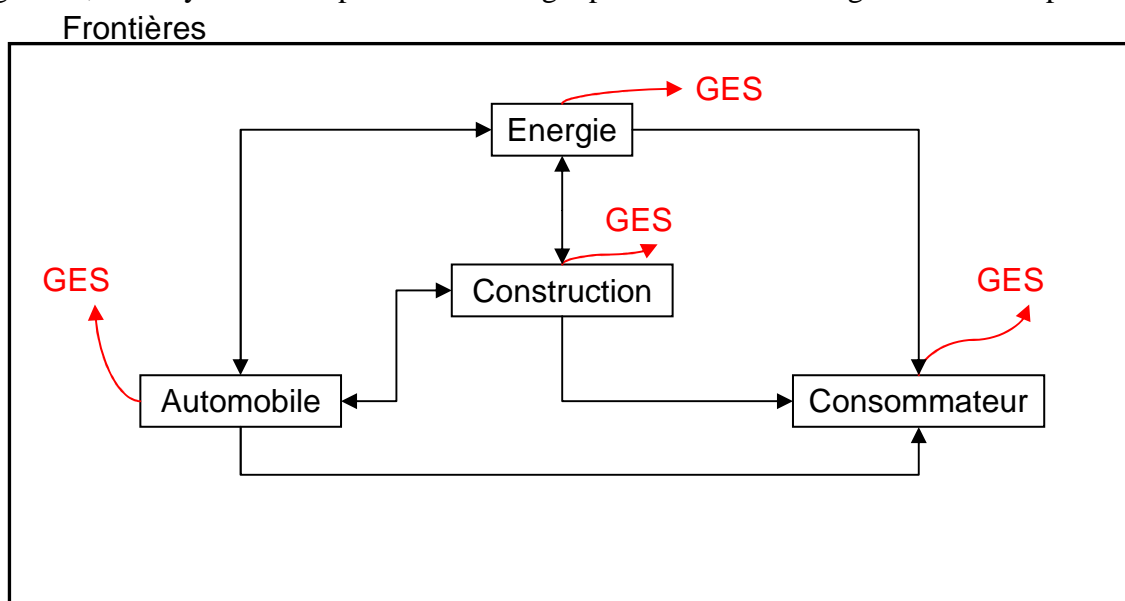 Frontières
GES
Energie
GES
Construction
GES
GES
Automobile
Consommateur